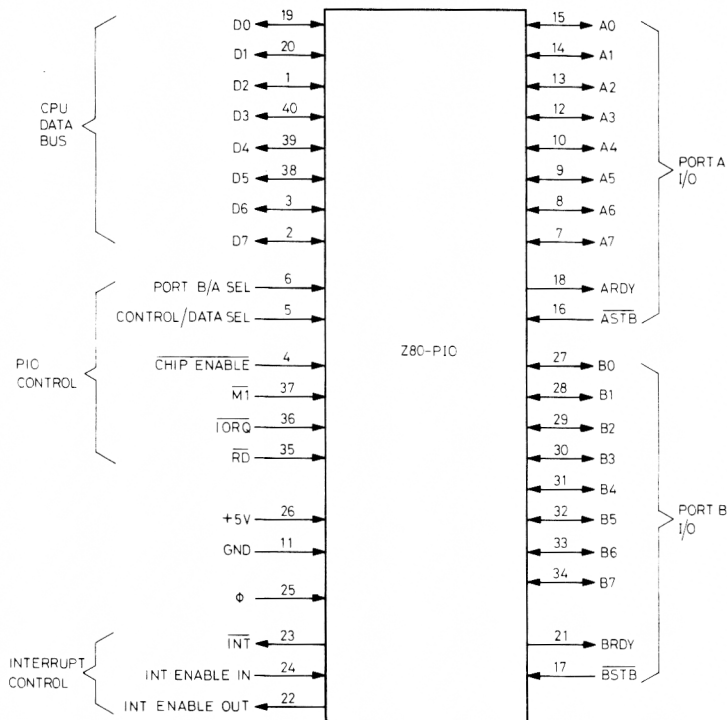 D0 19 15 A0
D1 20 14 A1
D2 1 13 A2
CPU
DATA
BUS
D3 40 12 A3
D4 39 10 A4
PORT A
I/O
D5 38 9 A5
D6 3 8 A6
D7 2 7 A7
PORT B/A SEL 6 18 ARDY
CONTROL/DATA SEL 5 16 ASTB
Z80-PIO
PIO
CONTROL
CHIP ENABLE 4 27 B0
M1 37 28 B1
IORQ 36 29 B2
RD 35 30 B3
31 B4
+5V 26 32 B5
PORT B
I/O
GND 11 33 B6
34 B7
Φ 25
INT 23 21 BRDY
INTERRUPT
CONTROL
INT ENABLE IN 24 17 BSTB
INT ENABLE OUT 22